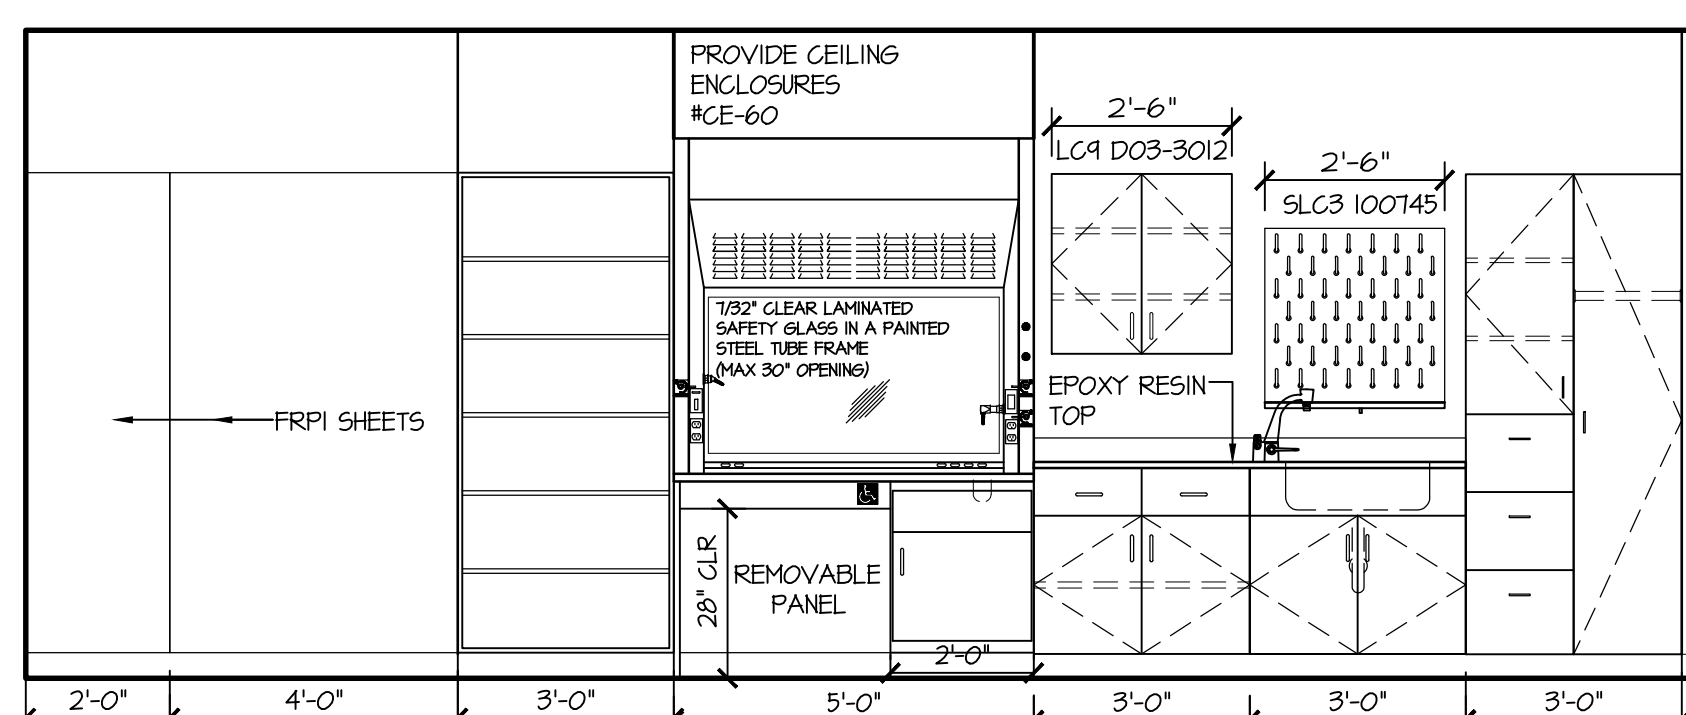 PROVIDE CEILING
ENCLOSURES
#CE-60
2'-6"
LC9 D03-3012
2'-6"
SLC3 100745
7/32" CLEAR LAMINATED
SAFETY GLASS IN A PAINTED
STEEL TUBE FRAME
(MAX 30" OPENING)
EPOXY RESIN
TOP
FRP1 SHEETS
28" CLR
REMOVABLE
PANEL
2'-0"
2'-0"
4'-0"
3'-0"
5'-0"
3'-0"
3'-0"
3'-0"